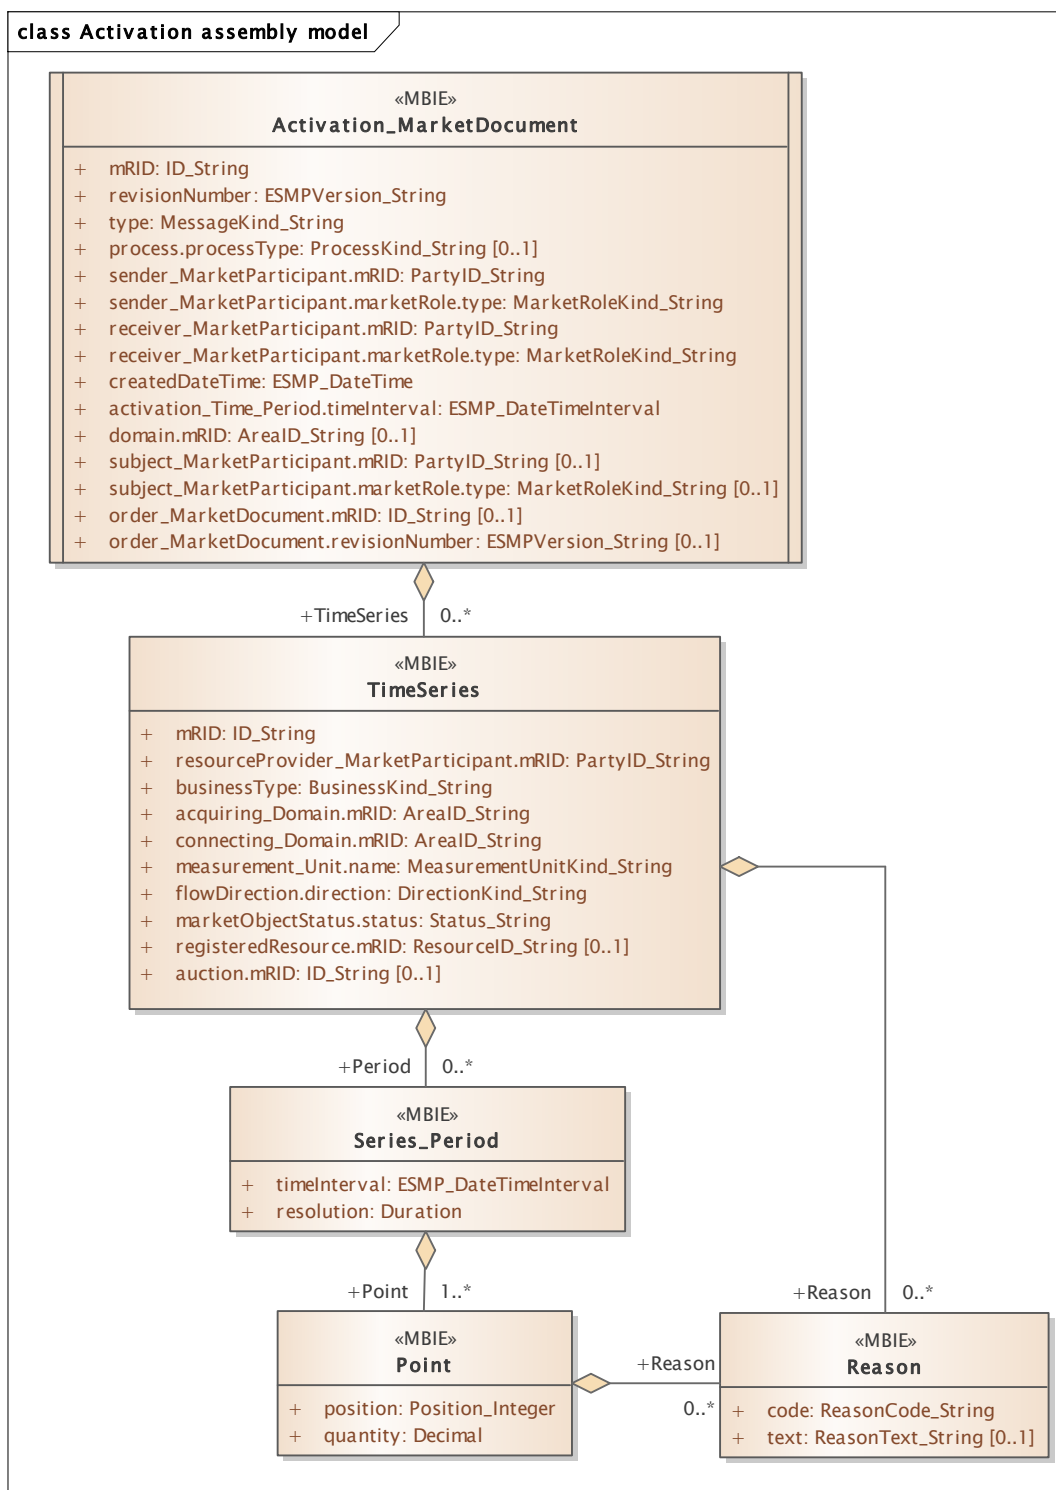 class Activation assembly model
«MBIE»
Activation_MarketDocument
+ mRID: ID_String
+ revisionNumber: ESMPVersion_String
+ type: MessageKind_String
+ process.processType: ProcessKind_String [0..1]
+ sender_MarketParticipant.mRID: PartyID_String
+ sender_MarketParticipant.marketRole.type: MarketRoleKind_String
+ receiver_MarketParticipant.mRID: PartyID_String
+ receiver_MarketParticipant.marketRole.type: MarketRoleKind_String
+ createdDateTime: ESMP_DateTime
+ activation_Time_Period.timeInterval: ESMP_DateTimeInterval
+ domain.mRID: AreaID_String [0..1]
+ subject_MarketParticipant.mRID: PartyID_String [0..1]
+ subject_MarketParticipant.marketRole.type: MarketRoleKind_String [0..1]
+ order_MarketDocument.mRID: ID_String [0..1]
+ order_MarketDocument.revisionNumber: ESMPVersion_String [0..1]
+TimeSeries 0..*
«MBIE»
TimeSeries
+ mRID: ID_String
+ resourceProvider_MarketParticipant.mRID: PartyID_String
+ businessType: BusinessKind_String
+ acquiring_Domain.mRID: AreaID_String
+ connecting_Domain.mRID: AreaID_String
+ measurement_Unit.name: MeasurementUnitKind_String
+ flowDirection.direction: DirectionKind_String
+ marketObjectStatus.status: Status_String
+ registeredResource.mRID: ResourceID_String [0..1]
+ auction.mRID: ID_String [0..1]
+Period 0..*
«MBIE»
Series_Period
+ timeInterval: ESMP_DateTimeInterval
+ resolution: Duration
+Point 1..*
+Reason 0..*
«MBIE»
Point
+ position: Position_Integer
+ quantity: Decimal
+Reason
0..*
«MBIE»
Reason
+ code: ReasonCode_String
+ text: ReasonText_String [0..1]